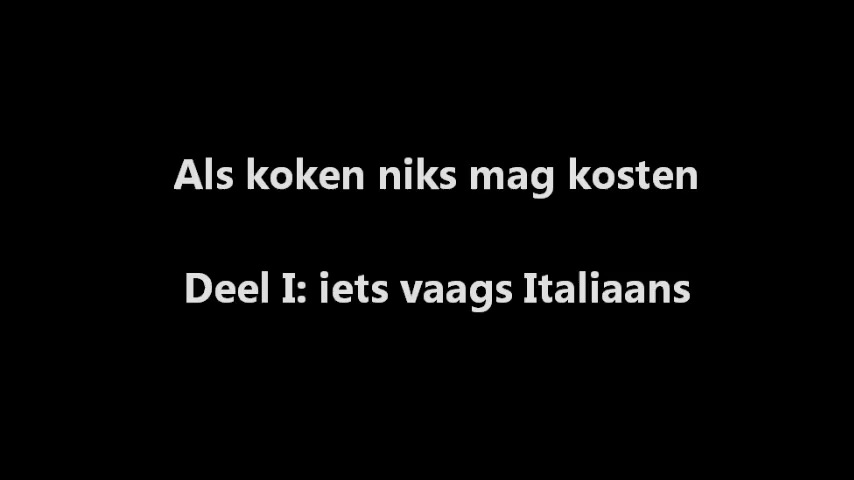 Als koken niks mag kosten
Deel I: iets vaags Italiaans